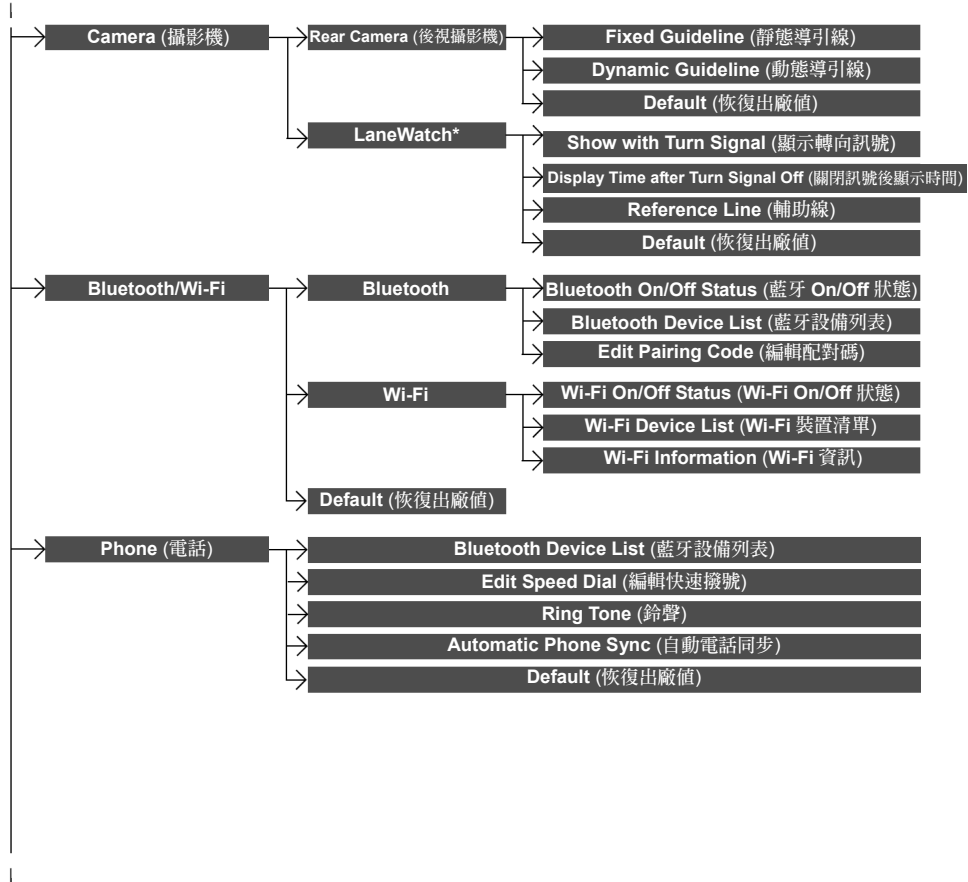 Camera (攝影機)
Rear Camera (後視攝影機)
Fixed Guideline (靜態導引線)
Dynamic Guideline (動態導引線)
Default (恢復出廠值)
LaneWatch*
Show with Turn Signal (顯示轉向訊號)
Display Time after Turn Signal Off (關閉訊號後顯示時間)
Reference Line (輔助線)
Default (恢復出廠值)
Bluetooth/Wi-Fi
Bluetooth
Bluetooth On/Off Status (藍牙 On/Off 狀態)
Bluetooth Device List (藍牙設備列表)
Edit Pairing Code (編輯配對碼)
Wi-Fi
Wi-Fi On/Off Status (Wi-Fi On/Off 狀態)
Wi-Fi Device List (Wi-Fi 裝置清單)
Wi-Fi Information (Wi-Fi 資訊)
Default (恢復出廠值)
Phone (電話)
Bluetooth Device List (藍牙設備列表)
Edit Speed Dial (編輯快速撥號)
Ring Tone (鈴聲)
Automatic Phone Sync (自動電話同步)
Default (恢復出廠值)